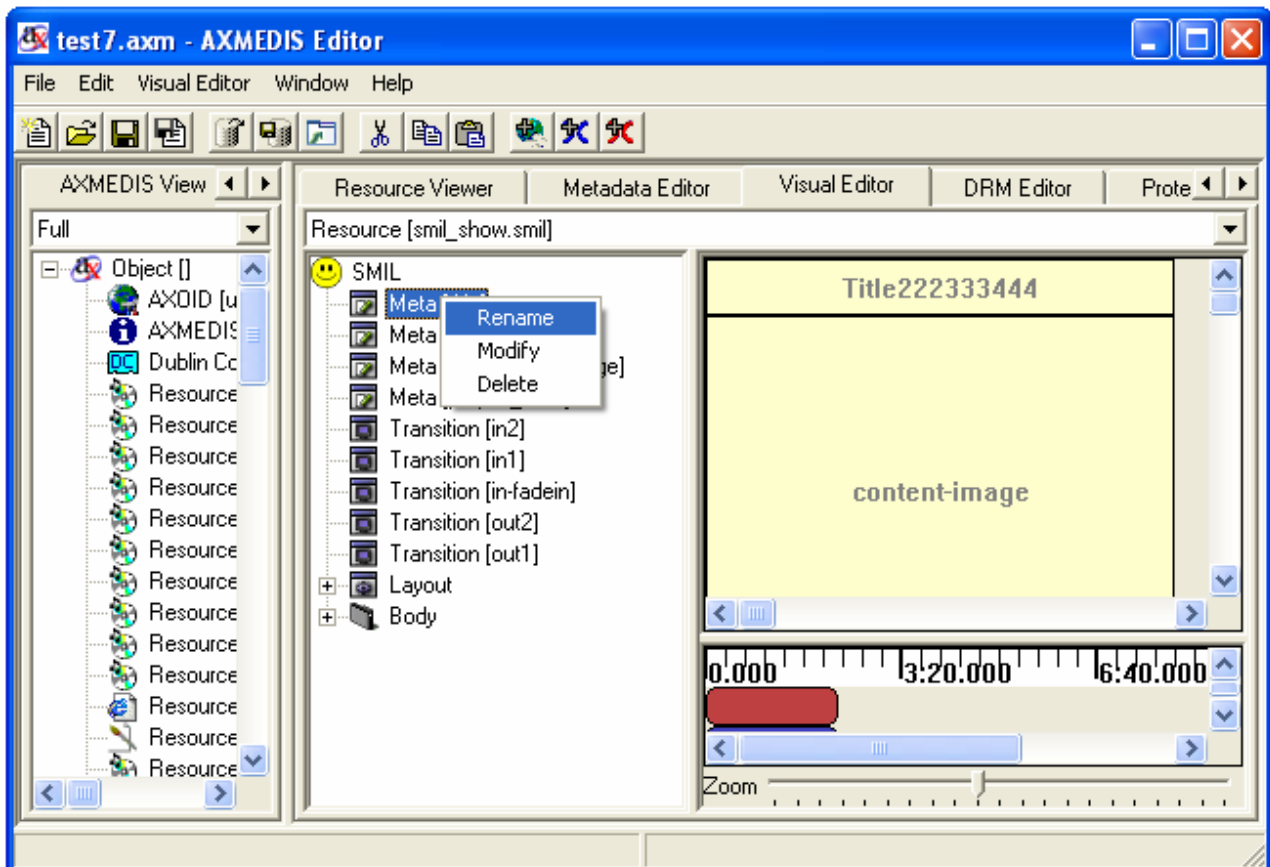 test7.axm - AXMEDIS Editor
File Edit Visual Editor Window Help
AXMEDIS View
Resource Viewer Metadata Editor Visual Editor DRM Editor Prote
Full
Resource [smil_show.smil]
Object []
AXOID [u
AXMEDIS
Dublin Cc
Resource
Resource
Resource
Resource
Resource
Resource
Resource
Resource
Resource
Resource
Resource
Resource
Resource
SMIL
Meta
Meta
Meta ge]
Meta
Transition [in2]
Transition [in1]
Transition [in-fadein]
Transition [out2]
Transition [out1]
Layout
Body
Rename
Modify
Delete
Title222333444
content-image
0.000 3:20.000 6:40.000
Zoom